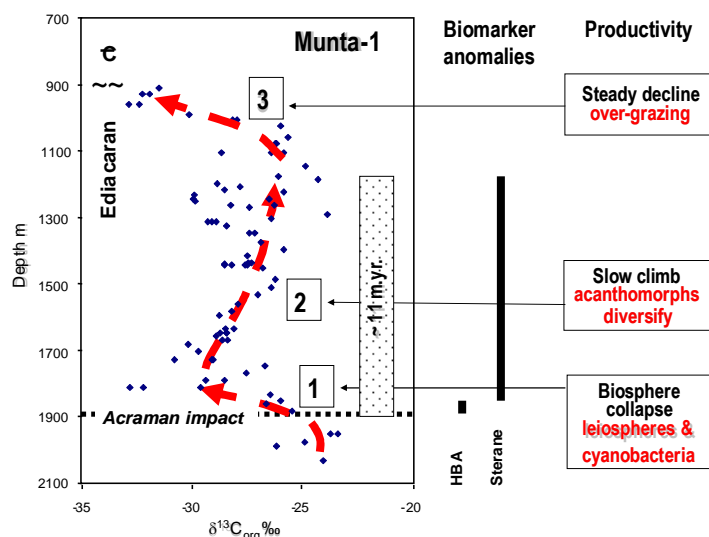 Munta-1
Biomarker
anomalies
Productivity
Є
~~
Ediacaran
Depth m
700
900
1100
1300
1500
1700
1900
2100
-35
-30
-25
-20
δ¹³Corg ‰
3
2
1
~ 11 m.y.r.
Acraman impact
HBA
Sterane
Steady decline
over-grazing
Slow climb
acanthomorphs
diversify
Biosphere
collapse
leiospheres &
cyanobacteria